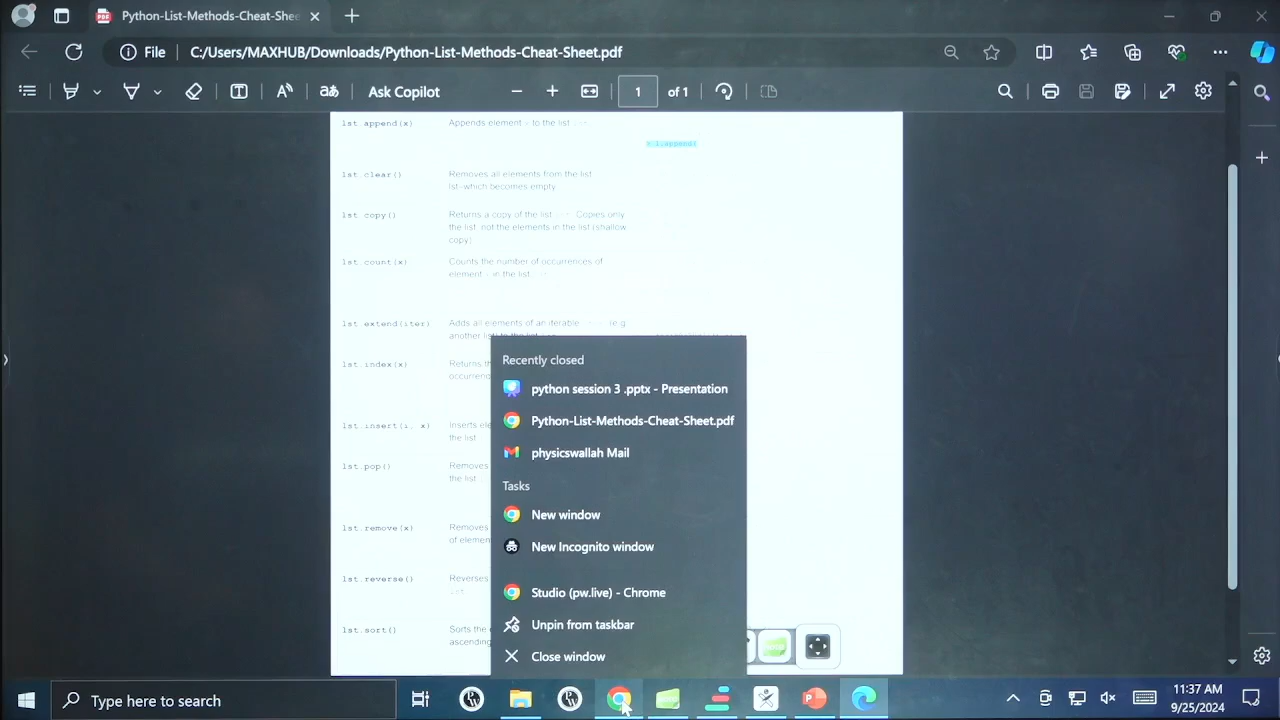 Python-List-Methods-Cheat-Shee
File C:/Users/MAXHUB/Downloads/Python-List-Methods-Cheat-Sheet.pdf
aあ Ask Copilot 1 of 1
lst.append(x) Appends element x to the list
> l.append(
lst.clear() Removes all elements from the list
lst–which becomes empty
lst.copy() Returns a copy of the list Copies only
the list, not the elements in the list (shallow
copy)
lst.count(x) Counts the number of occurrences of
element in the list
lst.extend(iter) Adds all elements of an iterable (e.g.
another list) to the list
lst.index(x) Returns
lst.insert(i, x) Inserts
the list
lst.pop() Removes
the list
lst.remove(x) Removes
lst.reverse() Reverses
lst.sort() Sorts the
ascending
Recently closed
python session 3 .pptx - Presentation
Python-List-Methods-Cheat-Sheet.pdf
physicswallah Mail
Tasks
New window
New Incognito window
Studio (pw.live) - Chrome
Unpin from taskbar
Close window
Type here to search
11:37 AM
9/25/2024